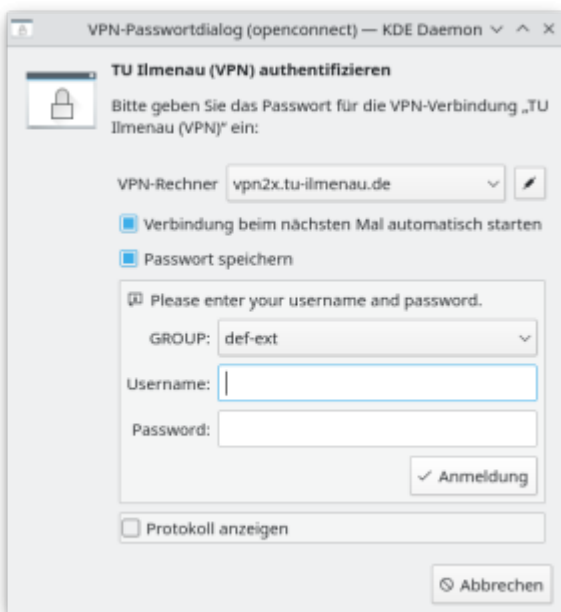 VPN-Passwortdialog (openconnect) — KDE Daemon
TU Ilmenau (VPN) authentifizieren
Bitte geben Sie das Passwort für die VPN-Verbindung „TU
Ilmenau (VPN)“ ein:
VPN-Rechner vpn2x.tu-ilmenau.de
Verbindung beim nächsten Mal automatisch starten
Passwort speichern
Please enter your username and password.
GROUP: def-ext
Username:
Password:
Anmeldung
Protokoll anzeigen
Abbrechen